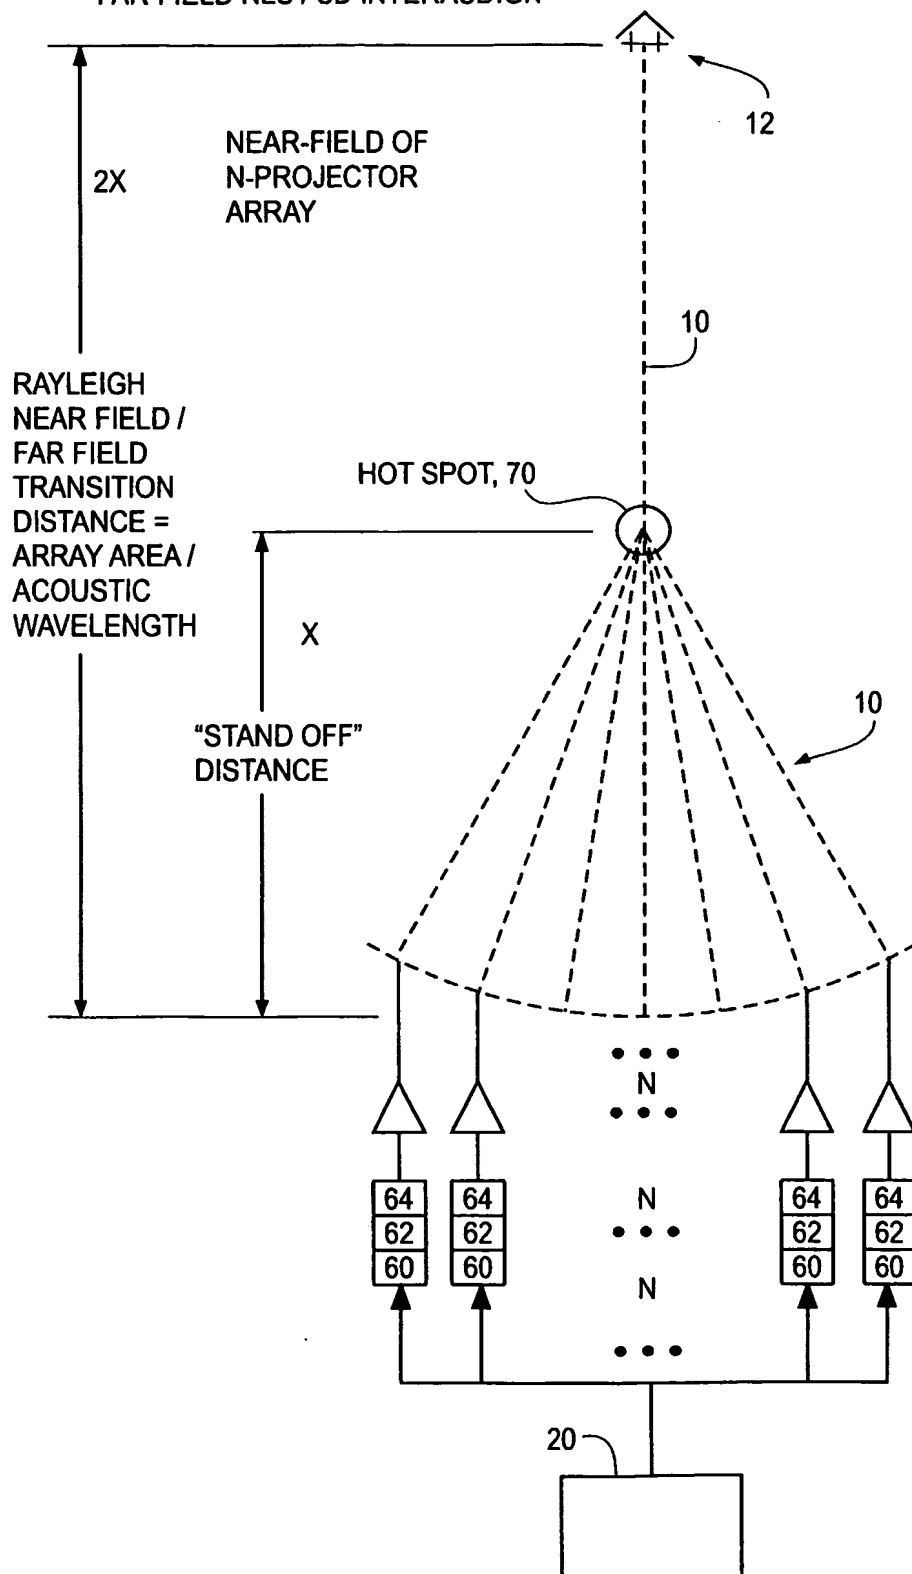 12
NEAR-FIELD OF
N-PROJECTOR
ARRAY
2X
10
RAYLEIGH
NEAR FIELD /
FAR FIELD
TRANSITION
DISTANCE =
ARRAY AREA /
ACOUSTIC
WAVELENGTH
HOT SPOT, 70
X
10
"STAND OFF"
DISTANCE
N
64 64 N 64 64
62 62 62 62
60 60 N 60 60
20